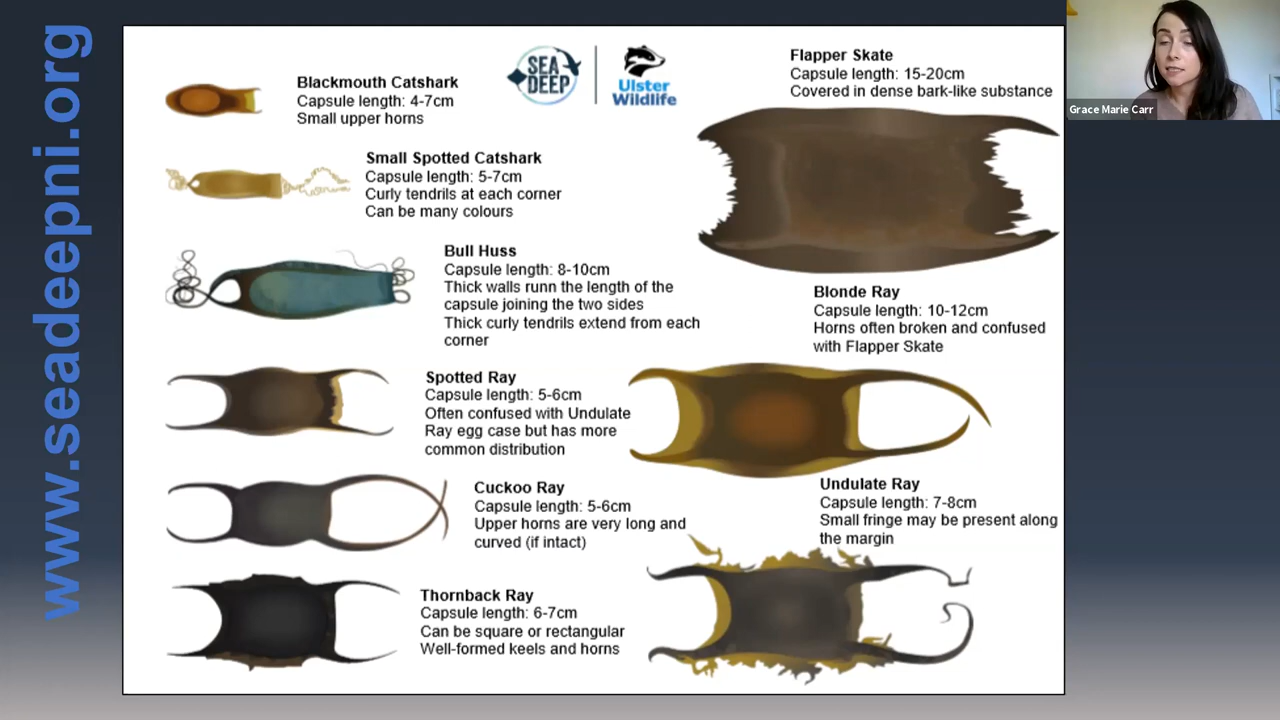 www.seadeepni.org
Blackmouth Catshark
Capsule length: 4-7cm
Small upper horns
SEA
DEEP
Ulster
Wildlife
Flapper Skate
Capsule length: 15-20cm
Covered in dense bark-like substance
Grace Marie Carr
Small Spotted Catshark
Capsule length: 5-7cm
Curly tendrils at each corner
Can be many colours
Bull Huss
Capsule length: 8-10cm
Thick walls runn the length of the
capsule joining the two sides
Thick curly tendrils extend from each
corner
Blonde Ray
Capsule length: 10-12cm
Horns often broken and confused
with Flapper Skate
Spotted Ray
Capsule length: 5-6cm
Often confused with Undulate
Ray egg case but has more
common distribution
Cuckoo Ray
Capsule length: 5-6cm
Upper horns are very long and
curved (if intact)
Undulate Ray
Capsule length: 7-8cm
Small fringe may be present along
the margin
Thornback Ray
Capsule length: 6-7cm
Can be square or rectangular
Well-formed keels and horns